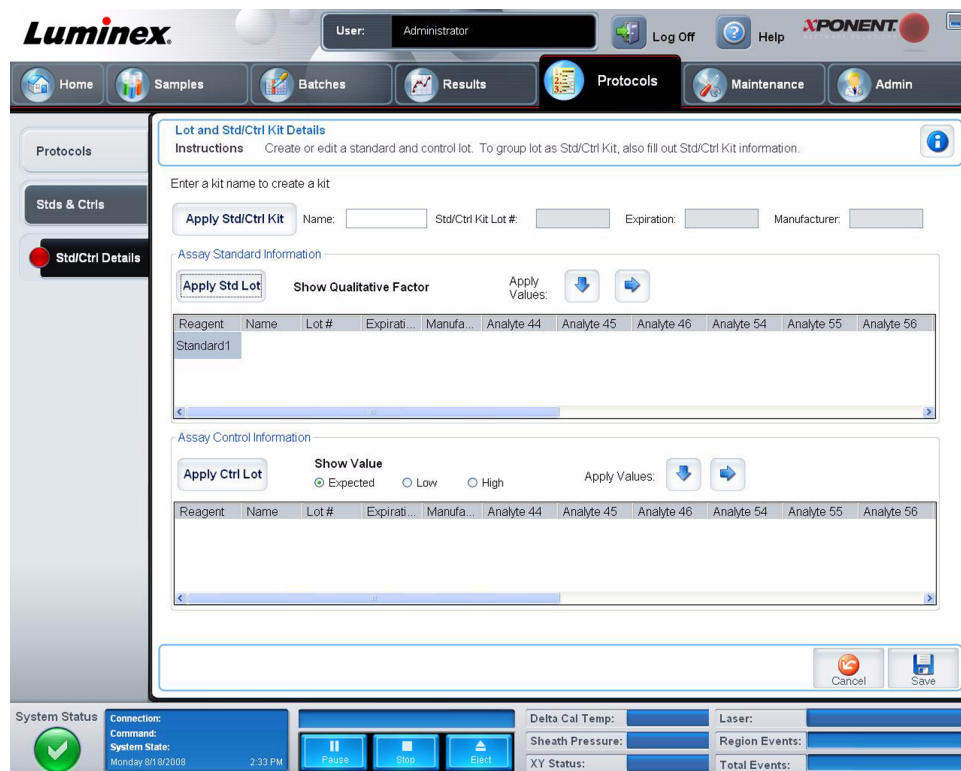 Luminex.
User: Administrator
Log Off
Help
XPONENT.
Home
Samples
Batches
Results
Protocols
Maintenance
Admin
Protocols
Stds & Ctrls
Std/Ctrl Details
Lot and Std/Ctrl Kit Details
Instructions Create or edit a standard and control lot. To group lot as Std/Ctrl Kit, also fill out Std/Ctrl Kit information.
Enter a kit name to create a kit
Apply Std/Ctrl Kit Name: Std/Ctrl Kit Lot #: Expiration: Manufacturer:
Assay Standard Information
Apply Std Lot Show Qualitative Factor Apply Values:
Reagent Name Lot # Expirati... Manufa... Analyte 44 Analyte 45 Analyte 46 Analyte 54 Analyte 55 Analyte 56
Standard1
Assay Control Information
Apply Ctrl Lot Show Value Apply Values:
Expected Low High
Reagent Name Lot # Expirati... Manufa... Analyte 44 Analyte 45 Analyte 46 Analyte 54 Analyte 55 Analyte 56
Cancel Save
System Status
Connection:
Command:
System State:
Monday 8/18/2008 2:33 PM
Pause Stop Eject
Delta Cal Temp: Laser:
Sheath Pressure: Region Events:
XY Status: Total Events: